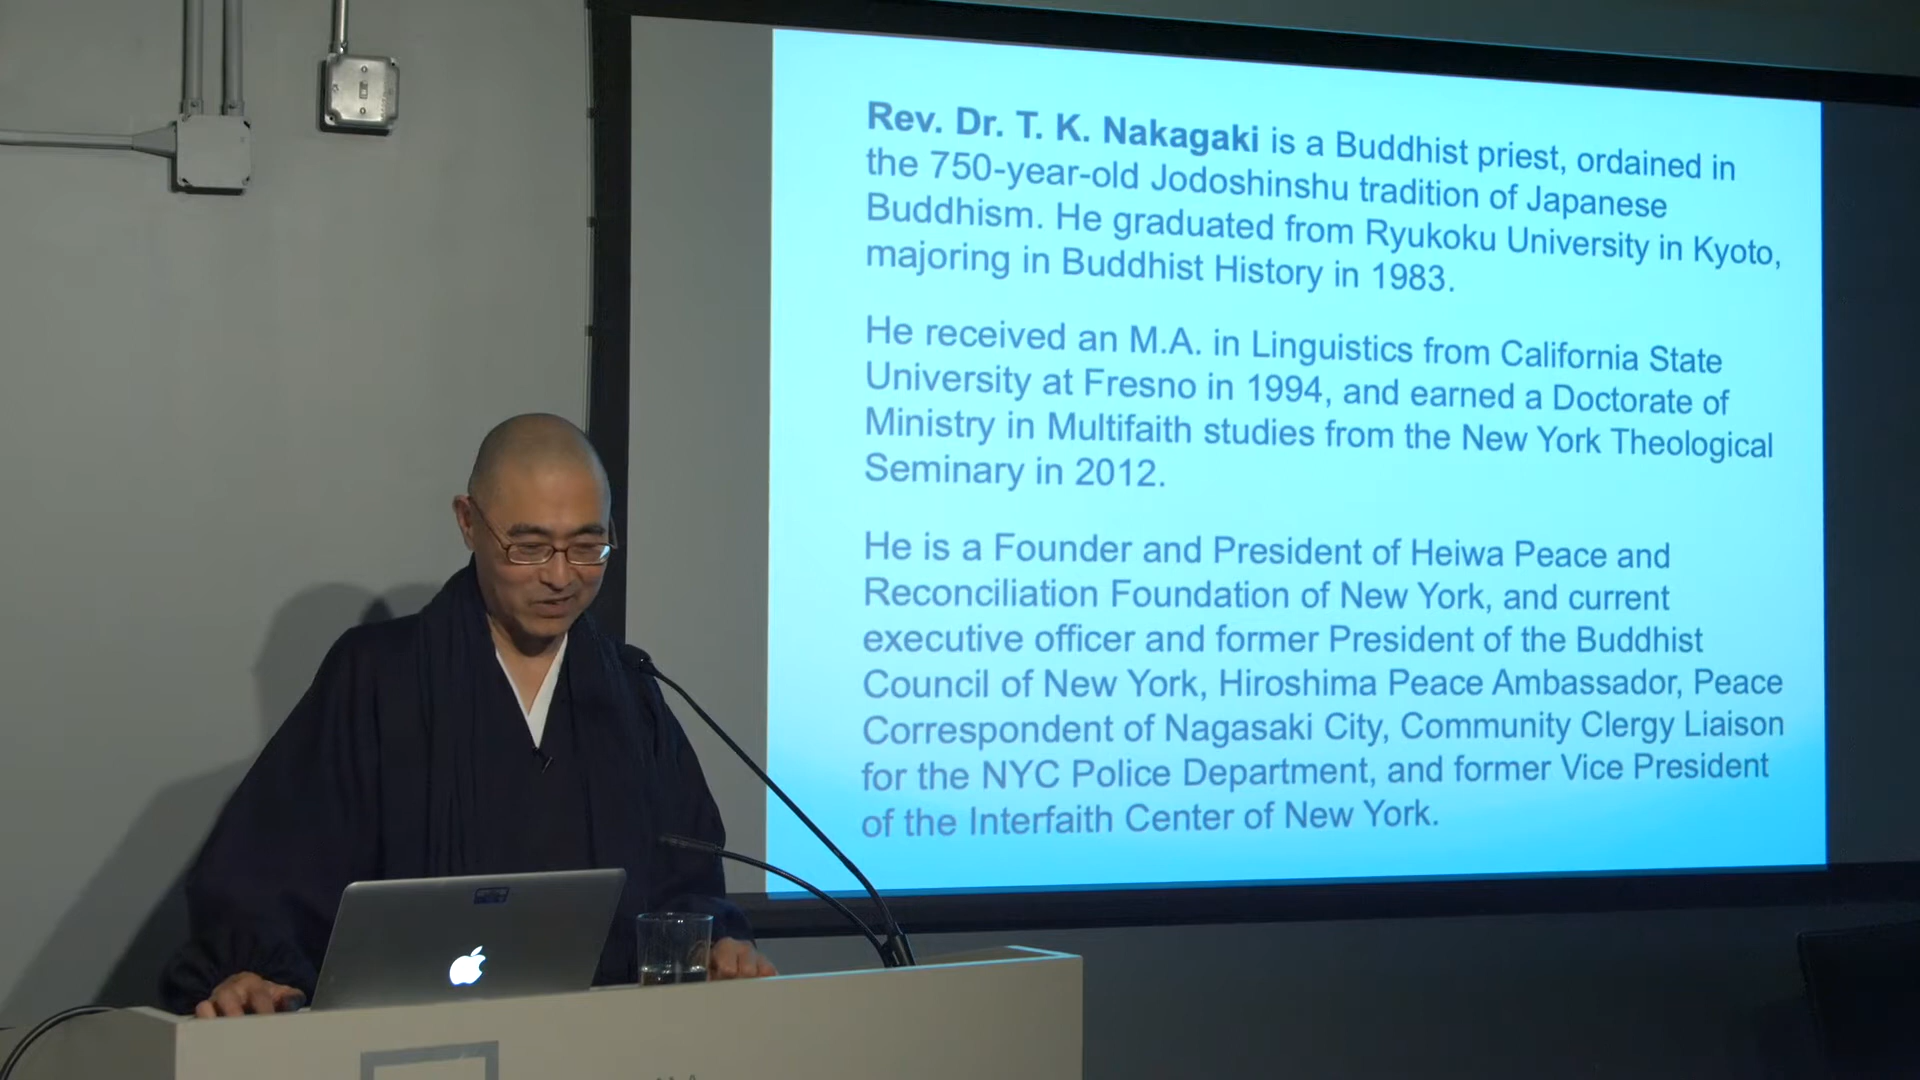 Rev. Dr. T. K. Nakagaki is a Buddhist priest, ordained in
the 750-year-old Jodoshinshu tradition of Japanese
Buddhism. He graduated from Ryukoku University in Kyoto,
majoring in Buddhist History in 1983.
He received an M.A. in Linguistics from California State
University at Fresno in 1994, and earned a Doctorate of
Ministry in Multifaith studies from the New York Theological
Seminary in 2012.
He is a Founder and President of Heiwa Peace and
Reconciliation Foundation of New York, and current
executive officer and former President of the Buddhist
Council of New York, Hiroshima Peace Ambassador, Peace
Correspondent of Nagasaki City, Community Clergy Liaison
for the NYC Police Department, and former Vice President
of the Interfaith Center of New York.